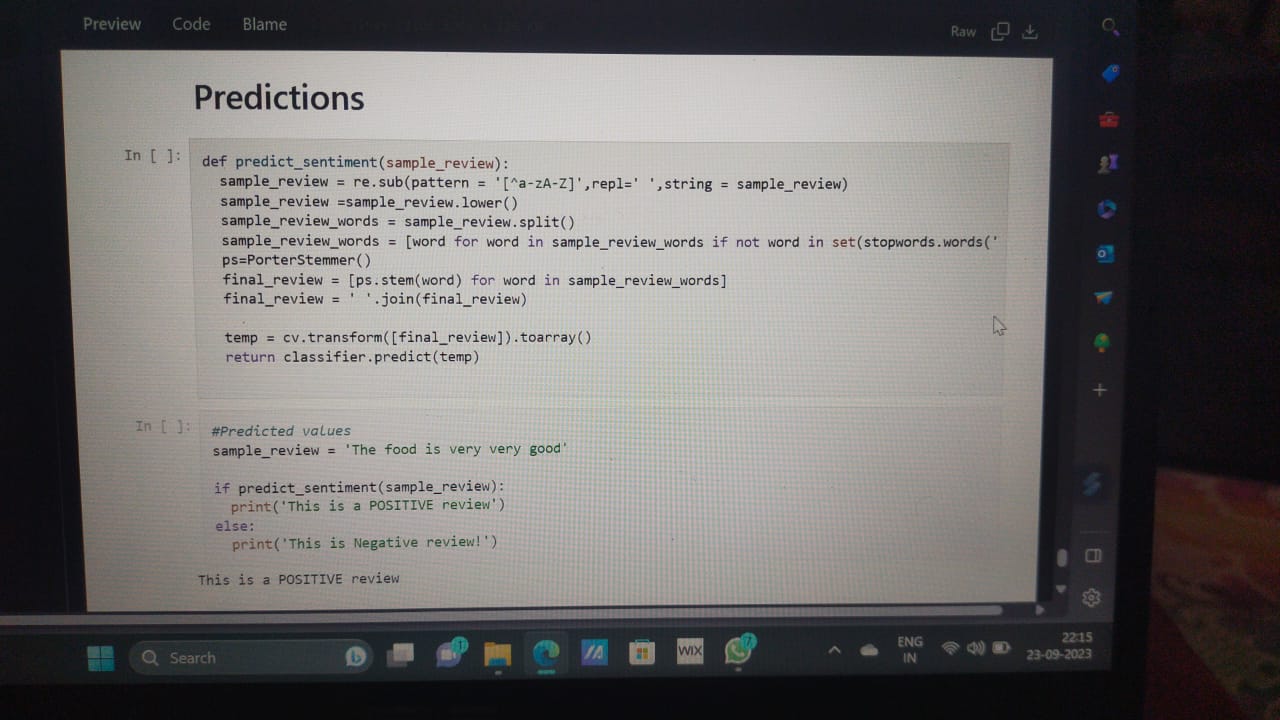 Preview Code Blame
Raw
Predictions
In [ ]:
def predict_sentiment(sample_review):
sample_review = re.sub(pattern = '[^a-zA-Z]',repl=' ',string = sample_review)
sample_review =sample_review.lower()
sample_review_words = sample_review.split()
sample_review_words = [word for word in sample_review_words if not word in set(stopwords.words('
ps=PorterStemmer()
final_review = [ps.stem(word) for word in sample_review_words]
final_review = ' '.join(final_review)
temp = cv.transform([final_review]).toarray()
return classifier.predict(temp)
In [ ]:
#Predicted values
sample_review = 'The food is very very good'
if predict_sentiment(sample_review):
print('This is a POSITIVE review')
else:
print('This is Negative review!')
This is a POSITIVE review
Search
1
WIX
7
ENG
IN
22:15
23-09-2023